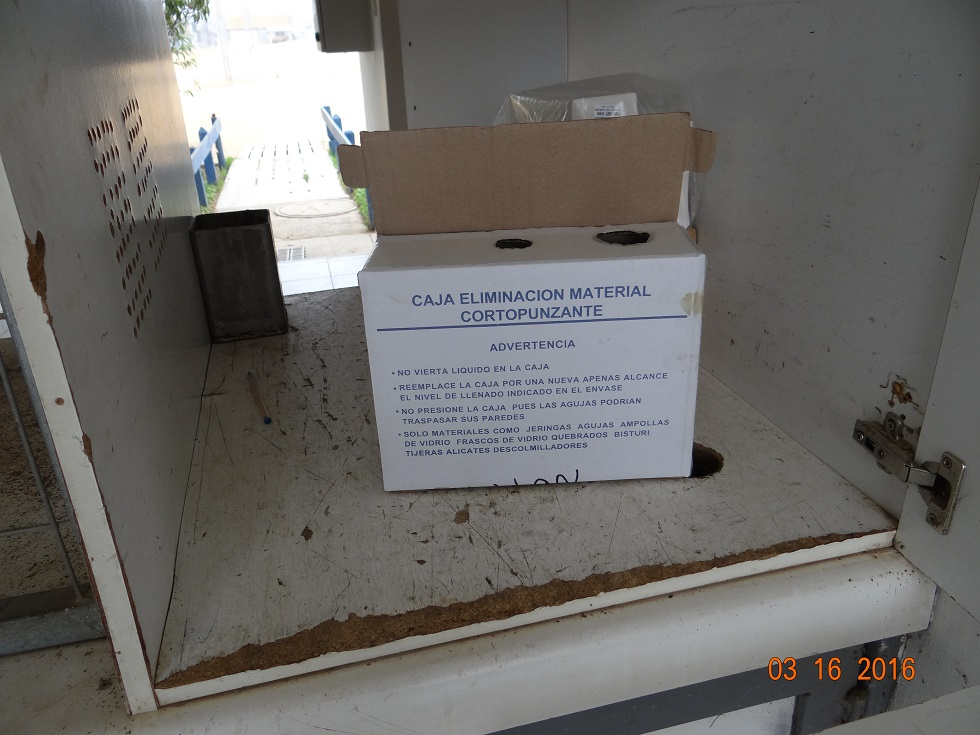 CAJA ELIMINACION MATERIAL
CORTOPUNZANTE
ADVERTENCIA
• NO VIERTA LIQUIDO EN LA CAJA
• REEMPLACE LA CAJA POR UNA NUEVA APENAS ALCANCE
EL NIVEL DE LLENADO INDICADO EN EL ENVASE
• NO PRESIONE LA CAJA PUES LAS AGUJAS PODRIAN
TRASPASAR SUS PAREDES
• SOLO MATERIALES COMO JERINGAS AGUJAS AMPOLLAS
DE VIDRIO FRASCOS DE VIDRIO QUEBRADOS BISTURI
TIJERAS ALICATES DESCOLMILLADORES
03 16 2016